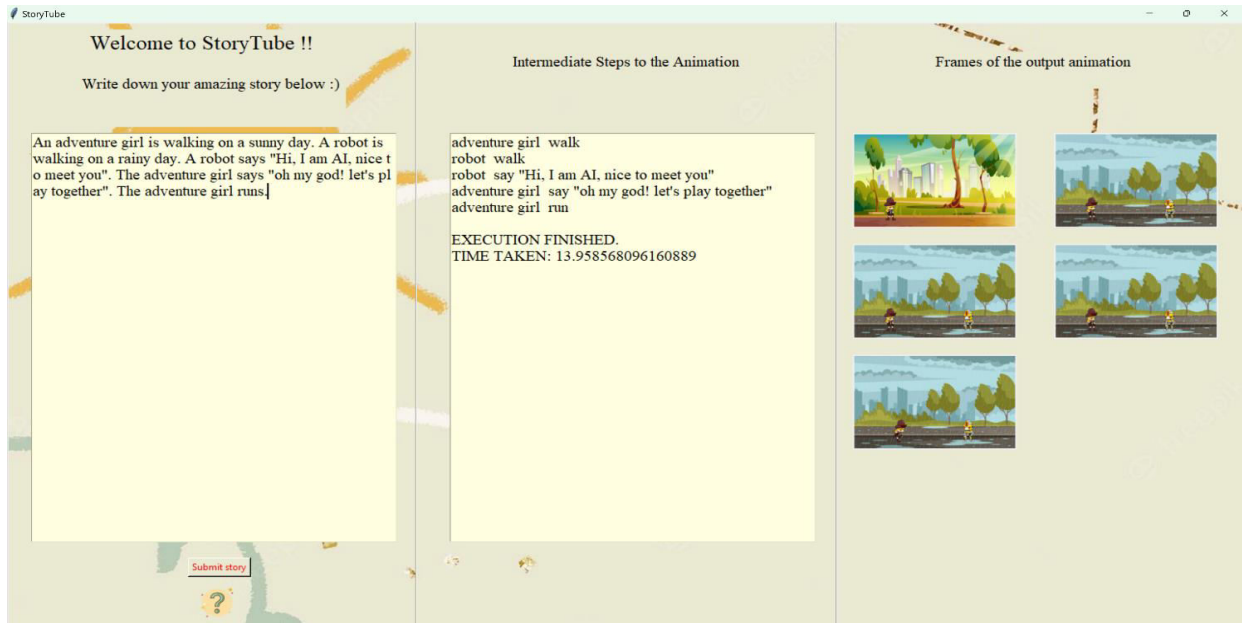 StoryTube
Welcome to StoryTube !!
Write down your amazing story below :)
An adventure girl is walking on a sunny day. A robot is
walking on a rainy day. A robot says "Hi, I am AI, nice t
o meet you". The adventure girl says "oh my god! let's pl
ay together". The adventure girl runs.
Submit story
?
Intermediate Steps to the Animation
adventure girl walk
robot walk
robot say "Hi, I am AI, nice to meet you"
adventure girl say "oh my god! let's play together"
adventure girl run
EXECUTION FINISHED.
TIME TAKEN: 13.958568096160889
Frames of the output animation